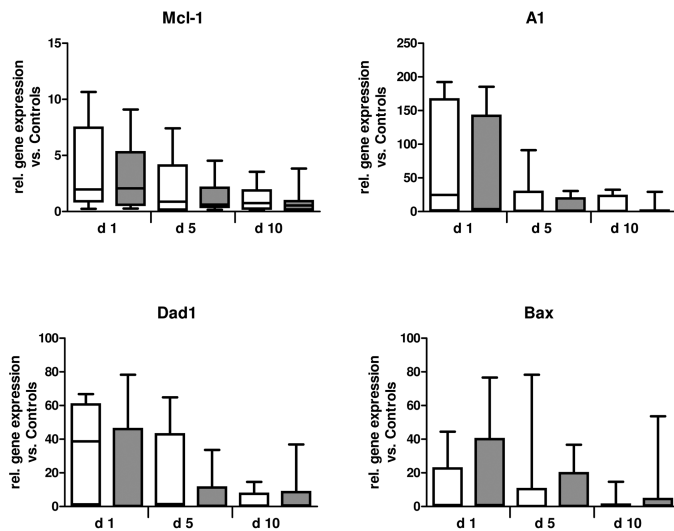 Mcl-1
rel. gene expression
vs. Controls
15
10
5
0
d 1
d 5
d 10
A1
rel. gene expression
vs. Controls
250
200
150
100
50
0
d 1
d 5
d 10
Dad1
rel. gene expression
vs. Controls
100
80
60
40
20
0
d 1
d 5
d 10
Bax
rel. gene expression
vs. Controls
100
80
60
40
20
0
d 1
d 5
d 10